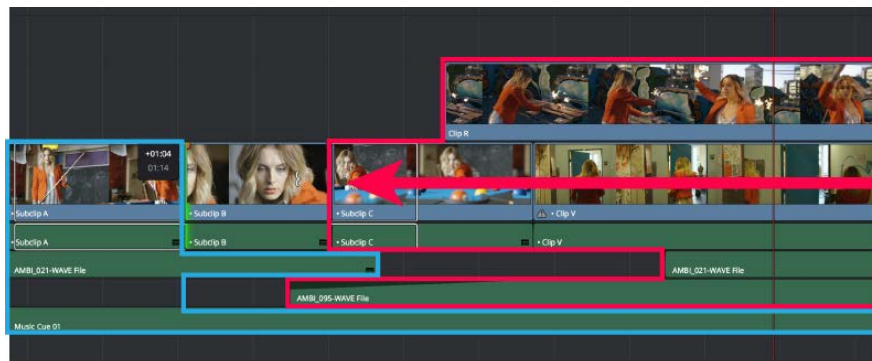 Clip R
+01:04
01:14
• Subclip A
• Subclip B
• Subclip C
• Clip V
• Subclip A
• Subclip B
• Subclip C
• Clip V
AMBI_021-WAVE File
AMBI_021-WAVE File
AMBI_095-WAVE File
Music Cue 01